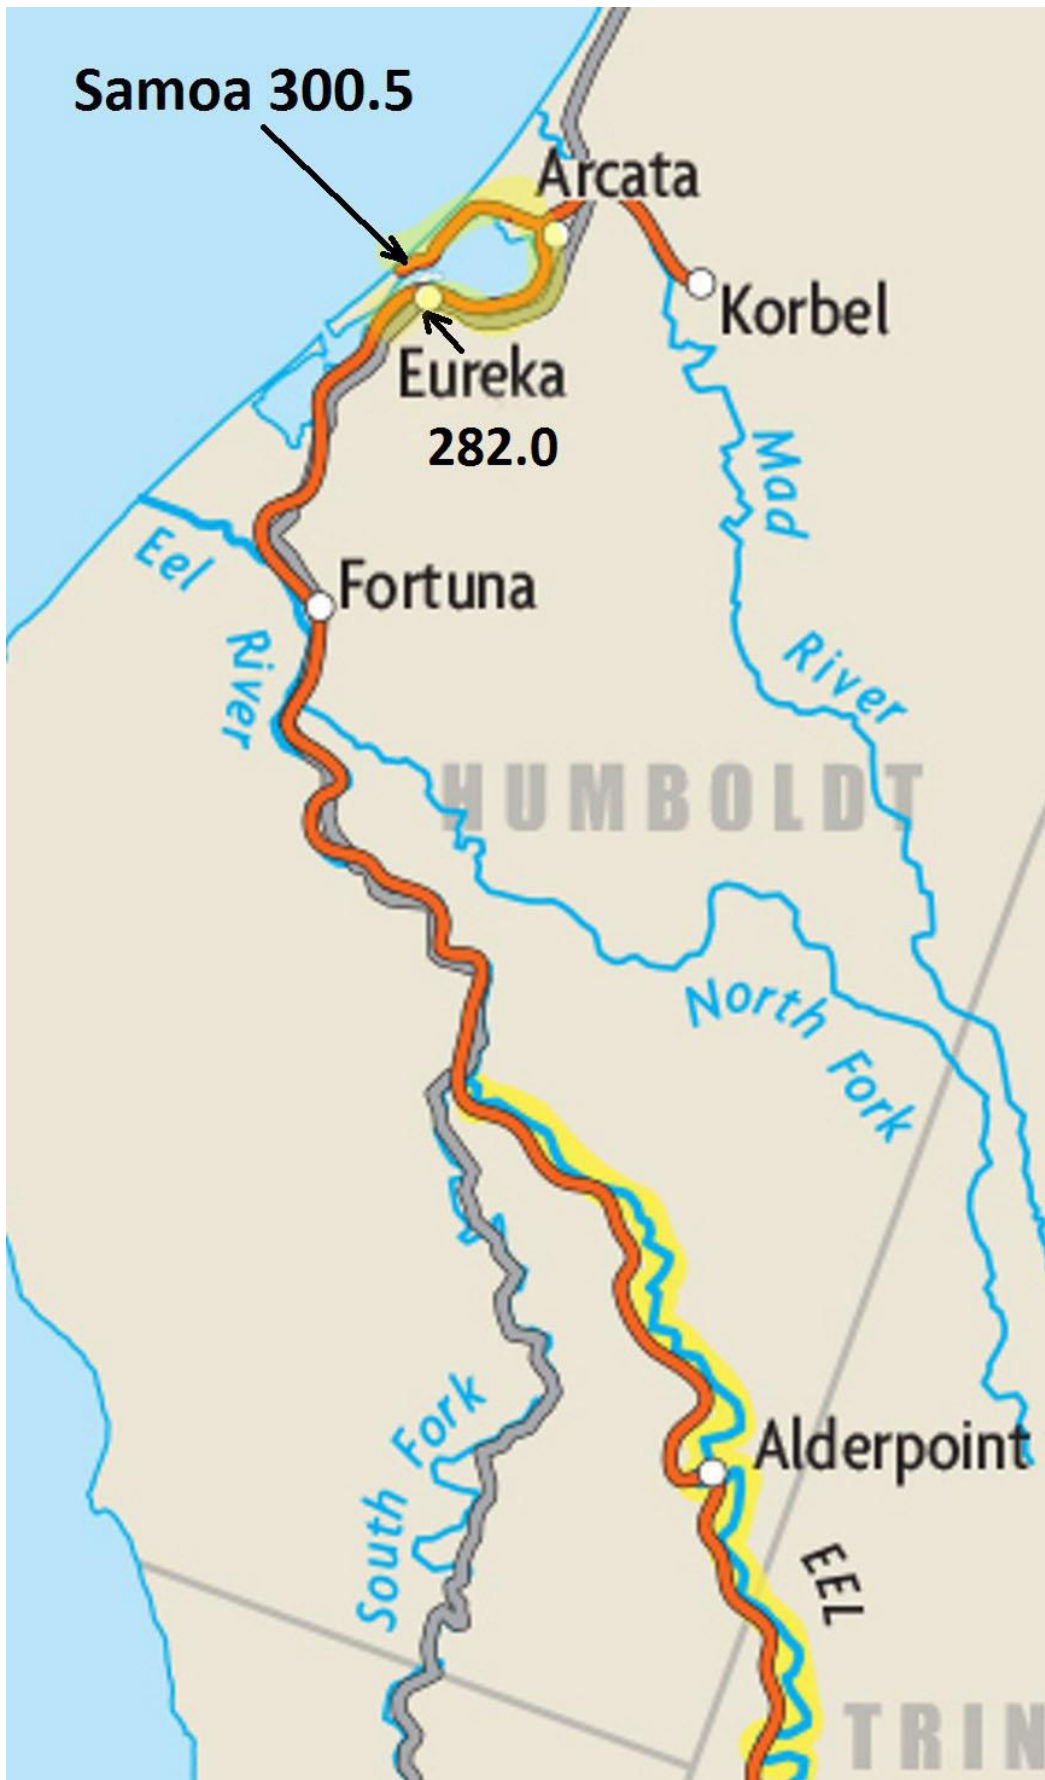 Samoa 300.5
Arcata
Korbel
Eureka
282.0
Mad
River
Eel
River
Fortuna
HUMBOLDT
North Fork
South Fork
Alderpoint
EEL
TRIN